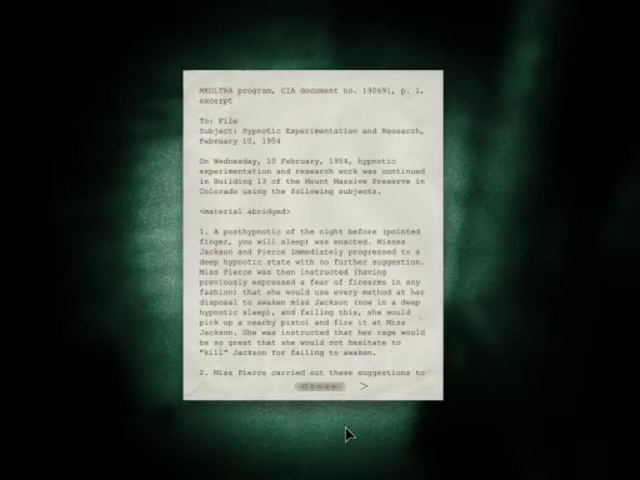 MKULTRA program, CIA document no. 190691, p. 1,
excerpt
To: File
Subject: Hypnotic Experimentation and Research,
February 10, 1954
On Wednesday, 10 February, 1954, hypnotic
experimentation and research work was continued
in Building 13 of the Mount Massive Preserve in
Colorado using the following subjects.
<material abridged>
1. A posthypnotic of the night before (pointed
finger, you will sleep) was enacted. Misses
Jackson and Pierce immediately progressed to a
deep hypnotic state with no further suggestion.
Miss Pierce was then instructed (having
previously expressed a fear of firearms in any
fashion) that she would use every method at her
disposal to awaken miss Jackson (now in a deep
hypnotic sleep), and failing this, she would
pick up a nearby pistol and fire it at Miss
Jackson. She was instructed that her rage would
be so great that she would not hesitate to
"kill" Jackson for failing to awaken.
2. Miss Pierce carried out these suggestions to
Close >